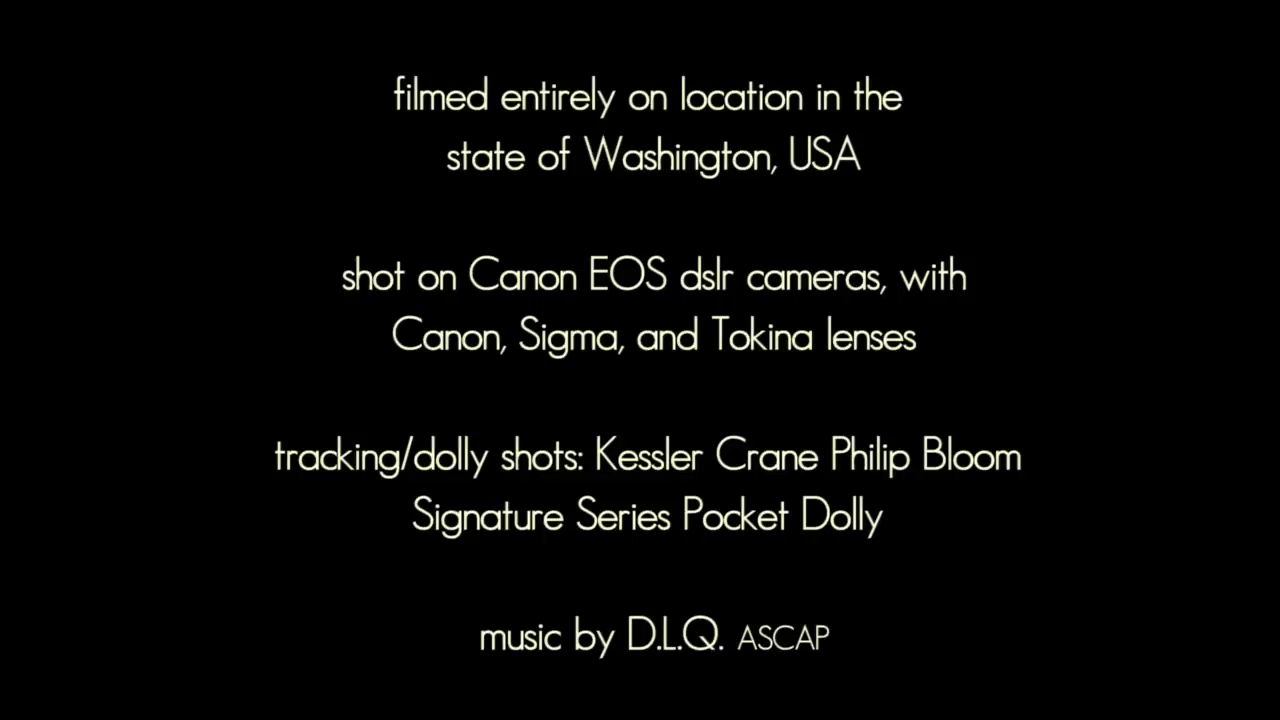 filmed entirely on location in the
state of Washington, USA
shot on Canon EOS dslr cameras, with
Canon, Sigma, and Tokina lenses
tracking/dolly shots: Kessler Crane Philip Bloom
Signature Series Pocket Dolly
music by D.L.Q. ASCAP